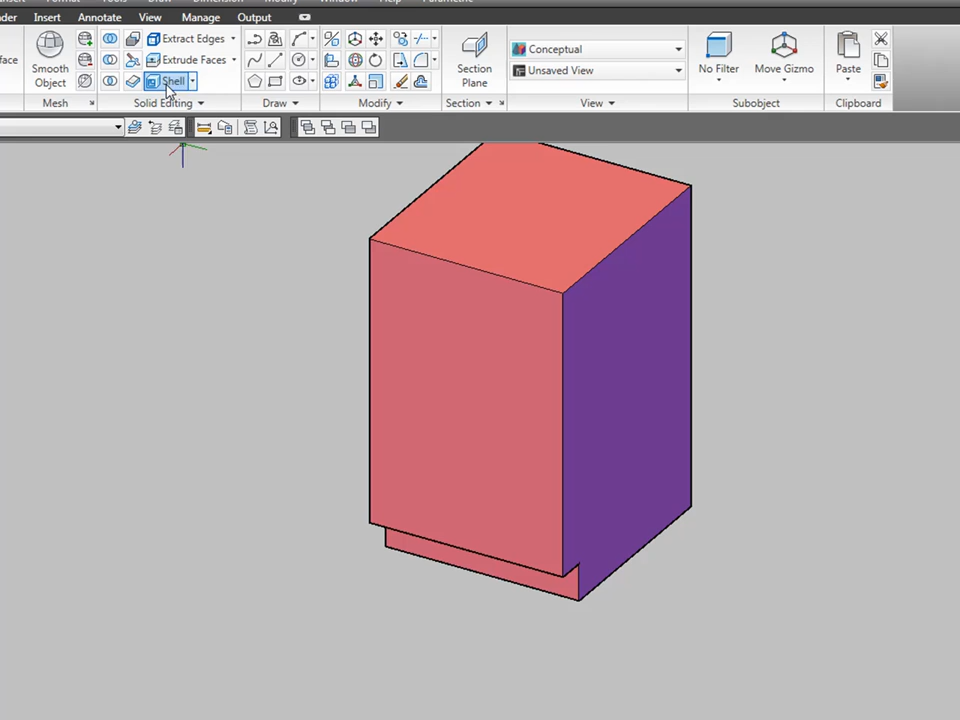 Insert Annotate View Manage Output
Extract Edges
Conceptual
Smooth Object
Extrude Faces
Section Plane
Unsaved View
No Filter
Move Gizmo
Paste
Shell
Mesh
Solid Editing
Draw
Modify
Section
View
Subobject
Clipboard